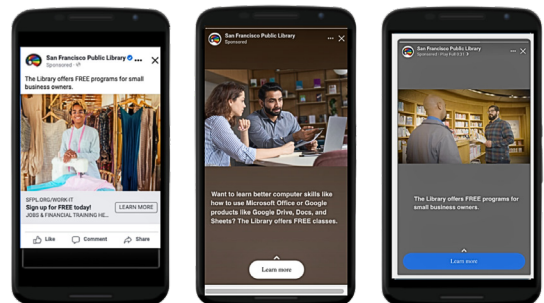 San Francisco Public Library
Sponsored ·
The Library offers FREE programs for small
business owners.
SFPL.ORG/WORK-IT
Sign up for FREE today!
JOBS & FINANCIAL TRAINING HE...
LEARN MORE
Like
Comment
Share
San Francisco Public Library
Sponsored
Want to learn better computer skills like
how to use Microsoft Office or Google
products like Google Drive, Docs, and
Sheets? The Library offers FREE classes.
Learn more
San Francisco Public Library
Sponsored ·
The Library offers FREE programs for
small business owners.
Learn more